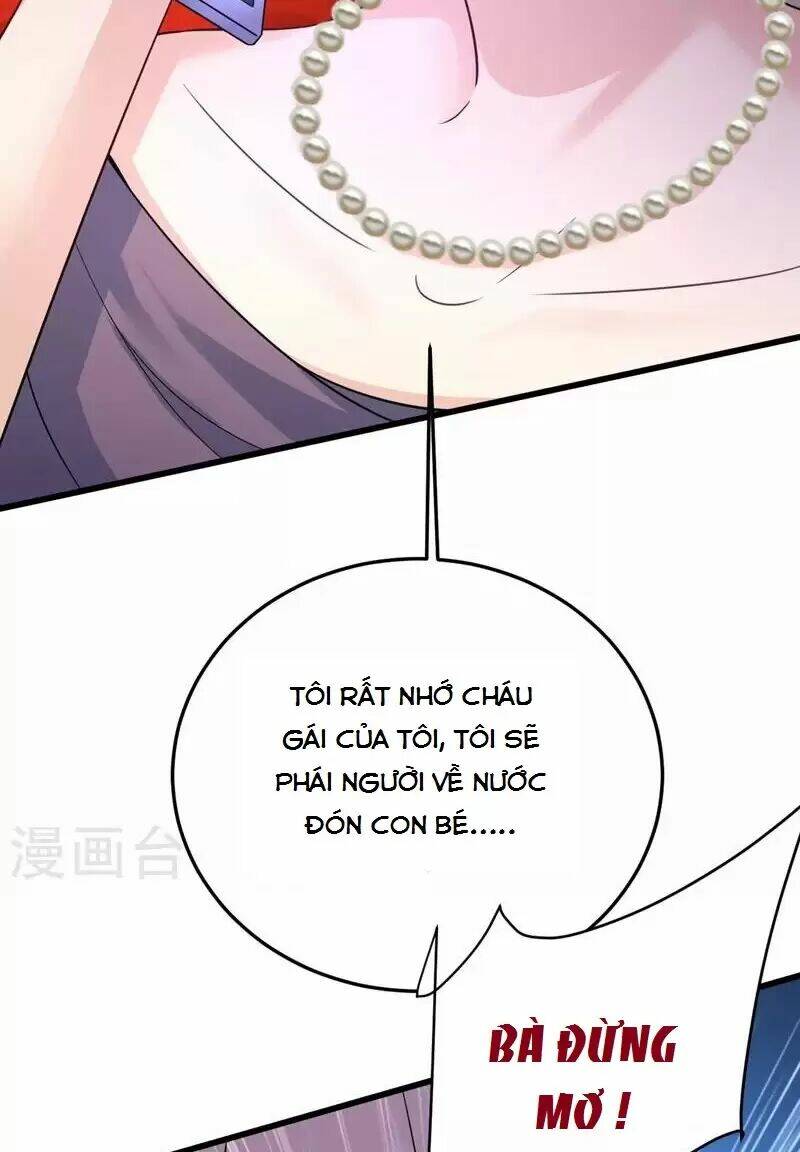 TÔI RẤT NHỚ CHÁU
GÁI CỦA TÔI, TÔI SẼ
PHÁI NGƯỜI VỀ NƯỚC
ĐÓN CON BÉ.....
漫画台
BÀ ĐỪNG
MƠ !